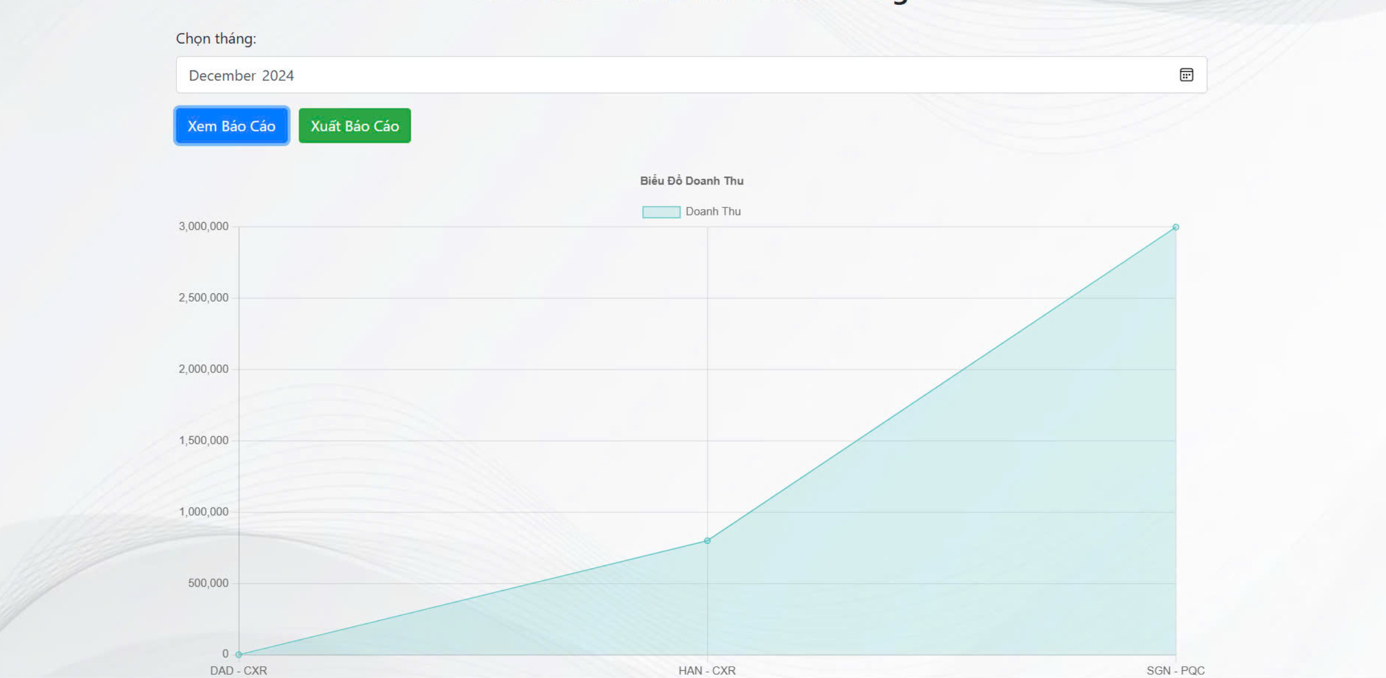 Chọn tháng:
December 2024
Xem Báo Cáo Xuất Báo Cáo
Biểu Đồ Doanh Thu
Doanh Thu
3,000,000
2,500,000
2,000,000
1,500,000
1,000,000
500,000
0
DAD - CXR HAN - CXR SGN - PQC